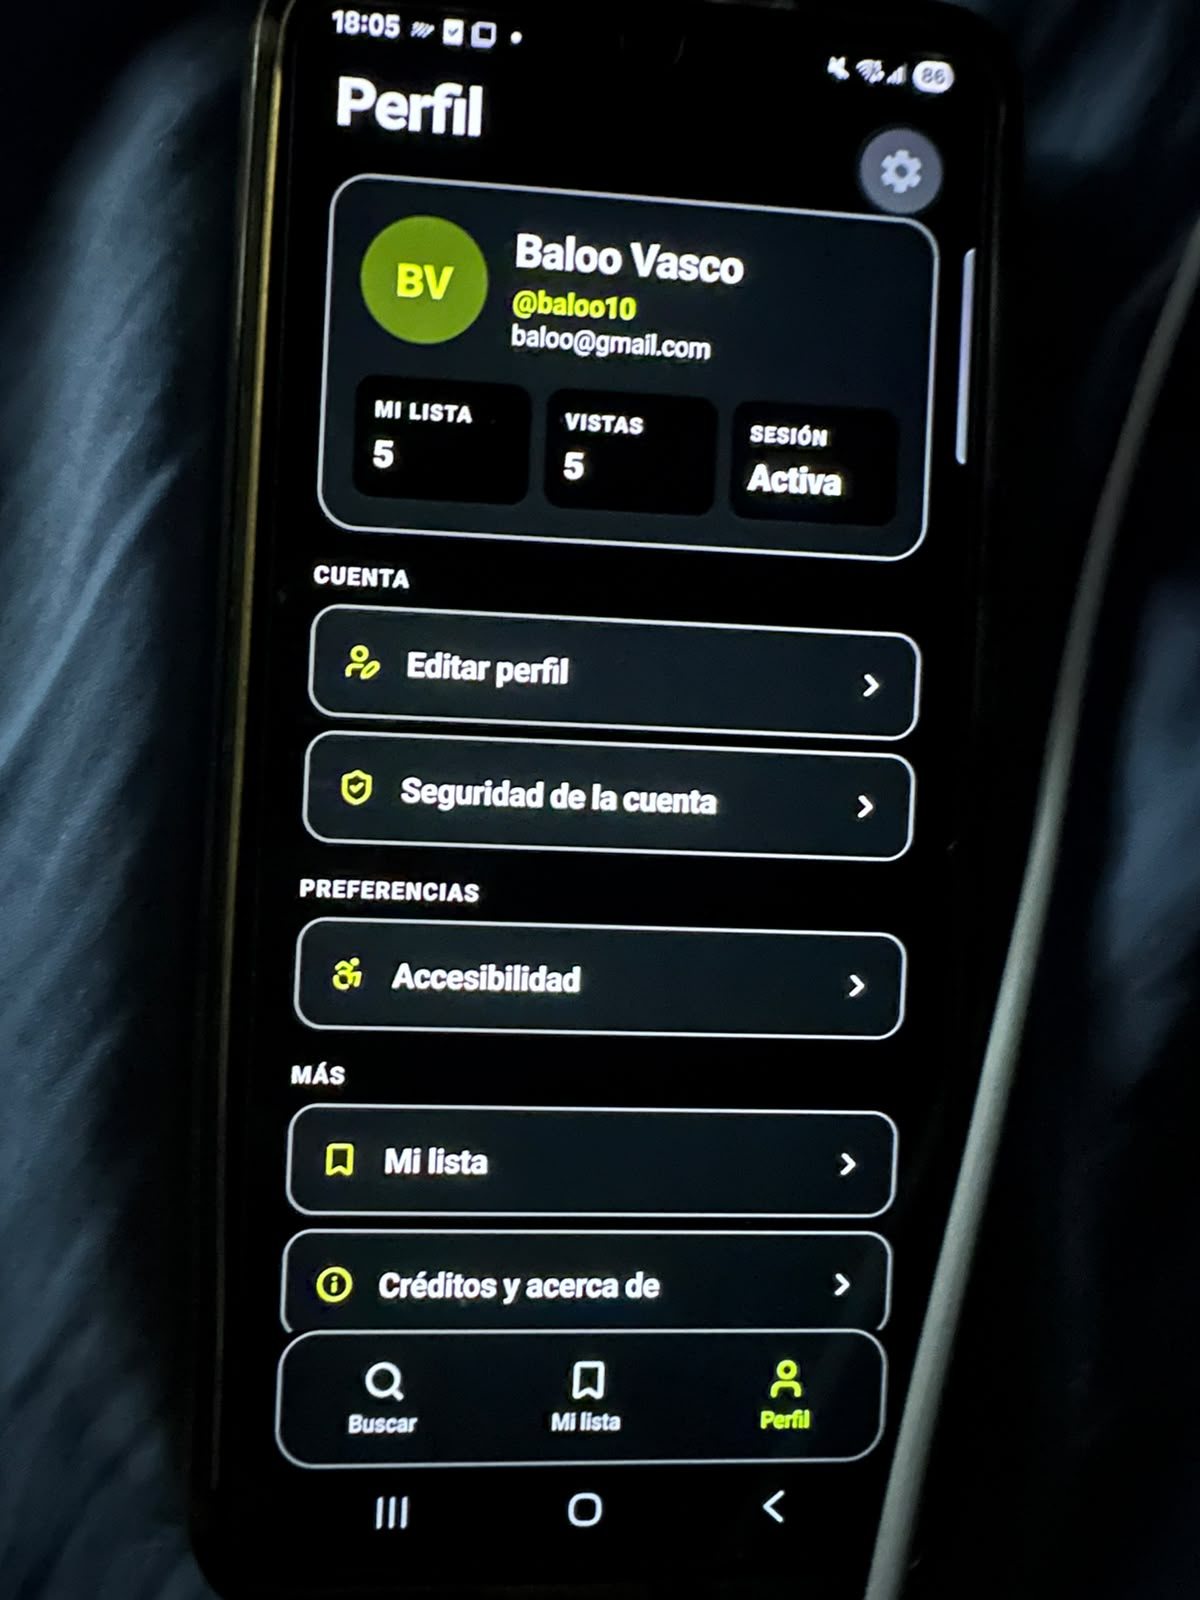 18:05
86
Perfil
BV
Baloo Vasco
@baloo10
baloo@gmail.com
MI LISTA
5
VISTAS
5
SESIÓN
Activa
CUENTA
Editar perfil
Seguridad de la cuenta
PREFERENCIAS
Accesibilidad
MÁS
Mi lista
Créditos y acerca de
Buscar
Mi lista
Perfil